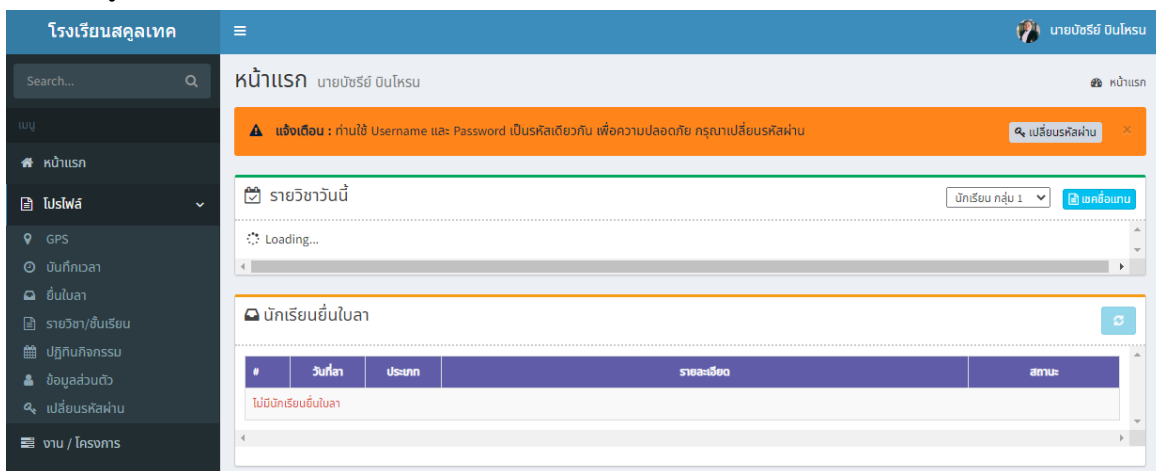 โรงเรียนสคูลเทค
นายบัซรีย์ บินโหรน
Search...
หน้าแรก นายบัซรีย์ บินโหรน
หน้าแรก
เมนู
แจ้งเตือน : ท่านใช้ Username และ Password เป็นรหัสเดียวกัน เพื่อความปลอดภัย กรุณาเปลี่ยนรหัสผ่าน
เปลี่ยนรหัสผ่าน
×
หน้าแรก
โปรไฟล์
รายวิชาวันนี้
นักเรียน กลุ่ม 1
เชคชื่อแทน
GPS
Loading...
บันทึกเวลา
ยื่นใบลา
รายวิชา/ชั้นเรียน
ปฏิทินกิจกรรม
ข้อมูลส่วนตัว
เปลี่ยนรหัสผ่าน
งาน / โครงการ
นักเรียนยื่นใบลา
# วันที่ลา ประเภท รายละเอียด สถานะ
ไม่มีนักเรียนยื่นใบลา